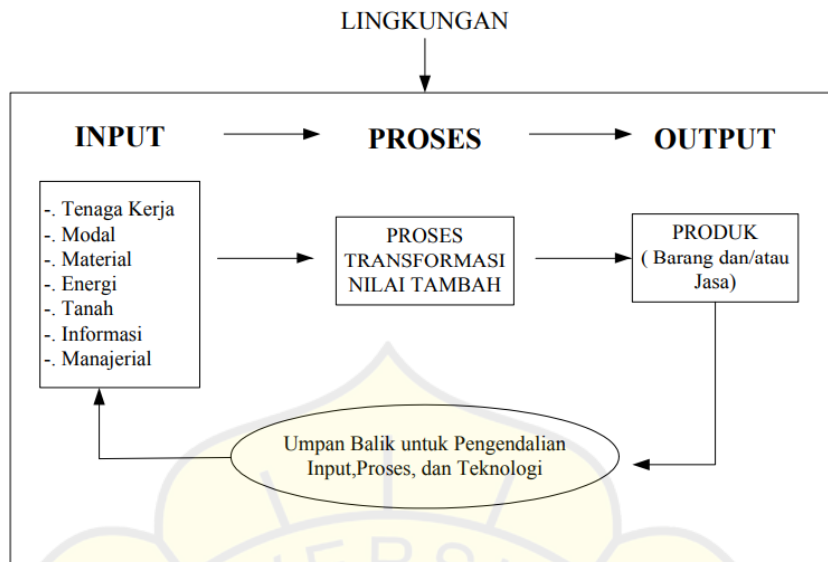 LINGKUNGAN
INPUT
PROSES
OUTPUT
-. Tenaga Kerja
-. Modal
-. Material
-. Energi
-. Tanah
-. Informasi
-. Manajerial
PROSES
TRANSFORMASI
NILAI TAMBAH
PRODUK
( Barang dan/atau
Jasa)
Umpan Balik untuk Pengendalian
Input,Proses, dan Teknologi